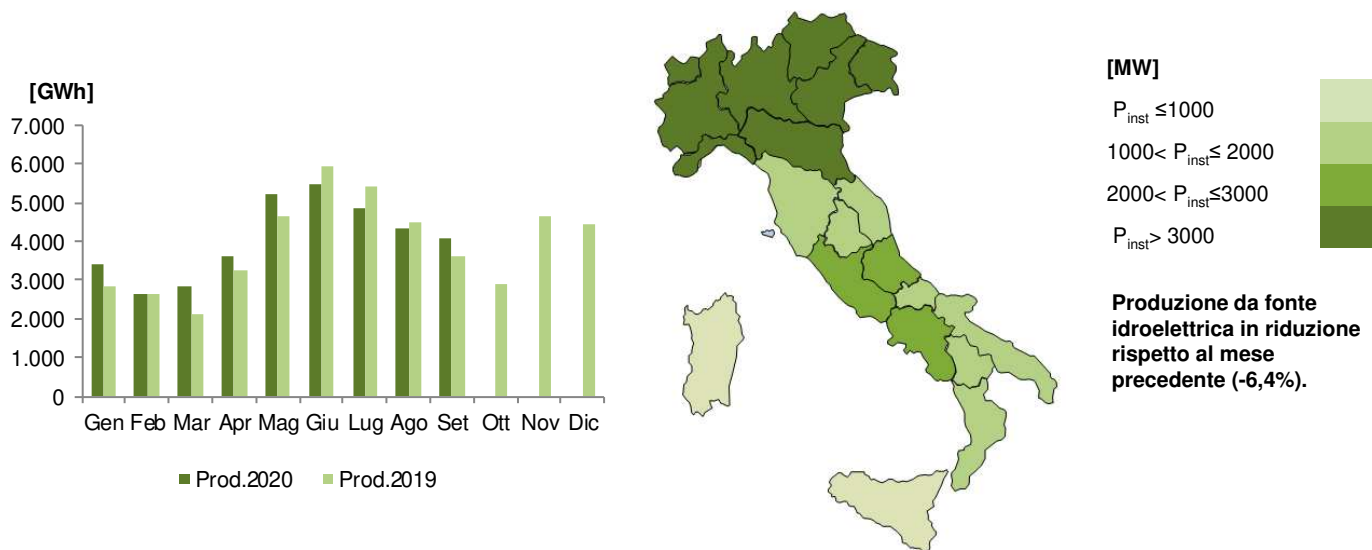 [GWh]
7.000
6.000
5.000
4.000
3.000
2.000
1.000
0
Gen Feb Mar Apr Mag Giu Lug Ago Set Ott Nov Dic
Prod.2020 Prod.2019
[MW]
Pinst ≤1000
1000< Pinst≤ 2000
2000< Pinst≤3000
Pinst> 3000
Produzione da fonte
idroelettrica in riduzione
rispetto al mese
precedente (-6,4%).